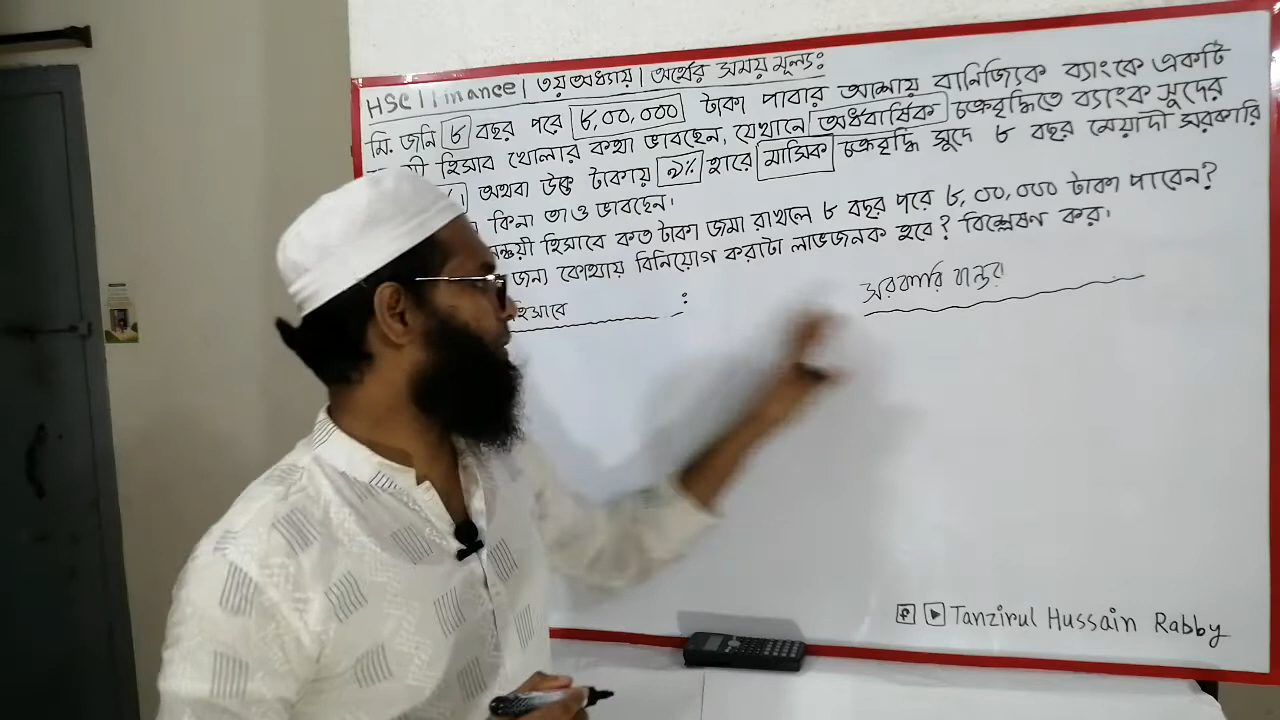 HSC Finance | ৩য় অধ্যায় | অর্থের সময় মূল্য:
মি. জনি ৮ বছর পরে ৮,০০,০০০ টাকা পাবার আশায় বানিজ্যিক ব্যাংকে একটি
হিসাব খোলার কথা ভাবছেন, যেখানে অর্ধবার্ষিক চক্রবৃদ্ধিতে ব্যাংক সুদের
অথবা উক্ত টাকায় ৯% হারে মাসিক চক্রবৃদ্ধি সুদে ৮ বছর মেয়াদী সরকারি
কিনা তাও ভাবছেন।
হিসাবে কত টাকা জমা রাখলে ৮ বছর পরে ৮,০০,০০০ টাকা পাবেন?
জন্য কোথায় বিনিয়োগ করাটা লাভজনক হবে? বিশ্লেষণ কর।
হিসাবে :
সরকারি বন্ডে
Tanzirul Hussain Rabby